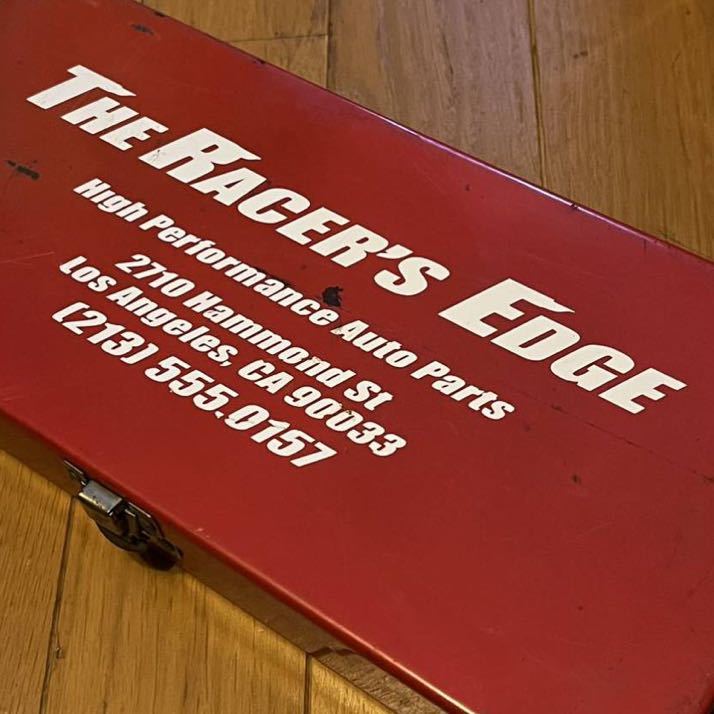 THE RACER'S EDGE
High Performance Auto Parts
2710 Hammond St
Los Angeles, CA 90033
(213) 555.0157